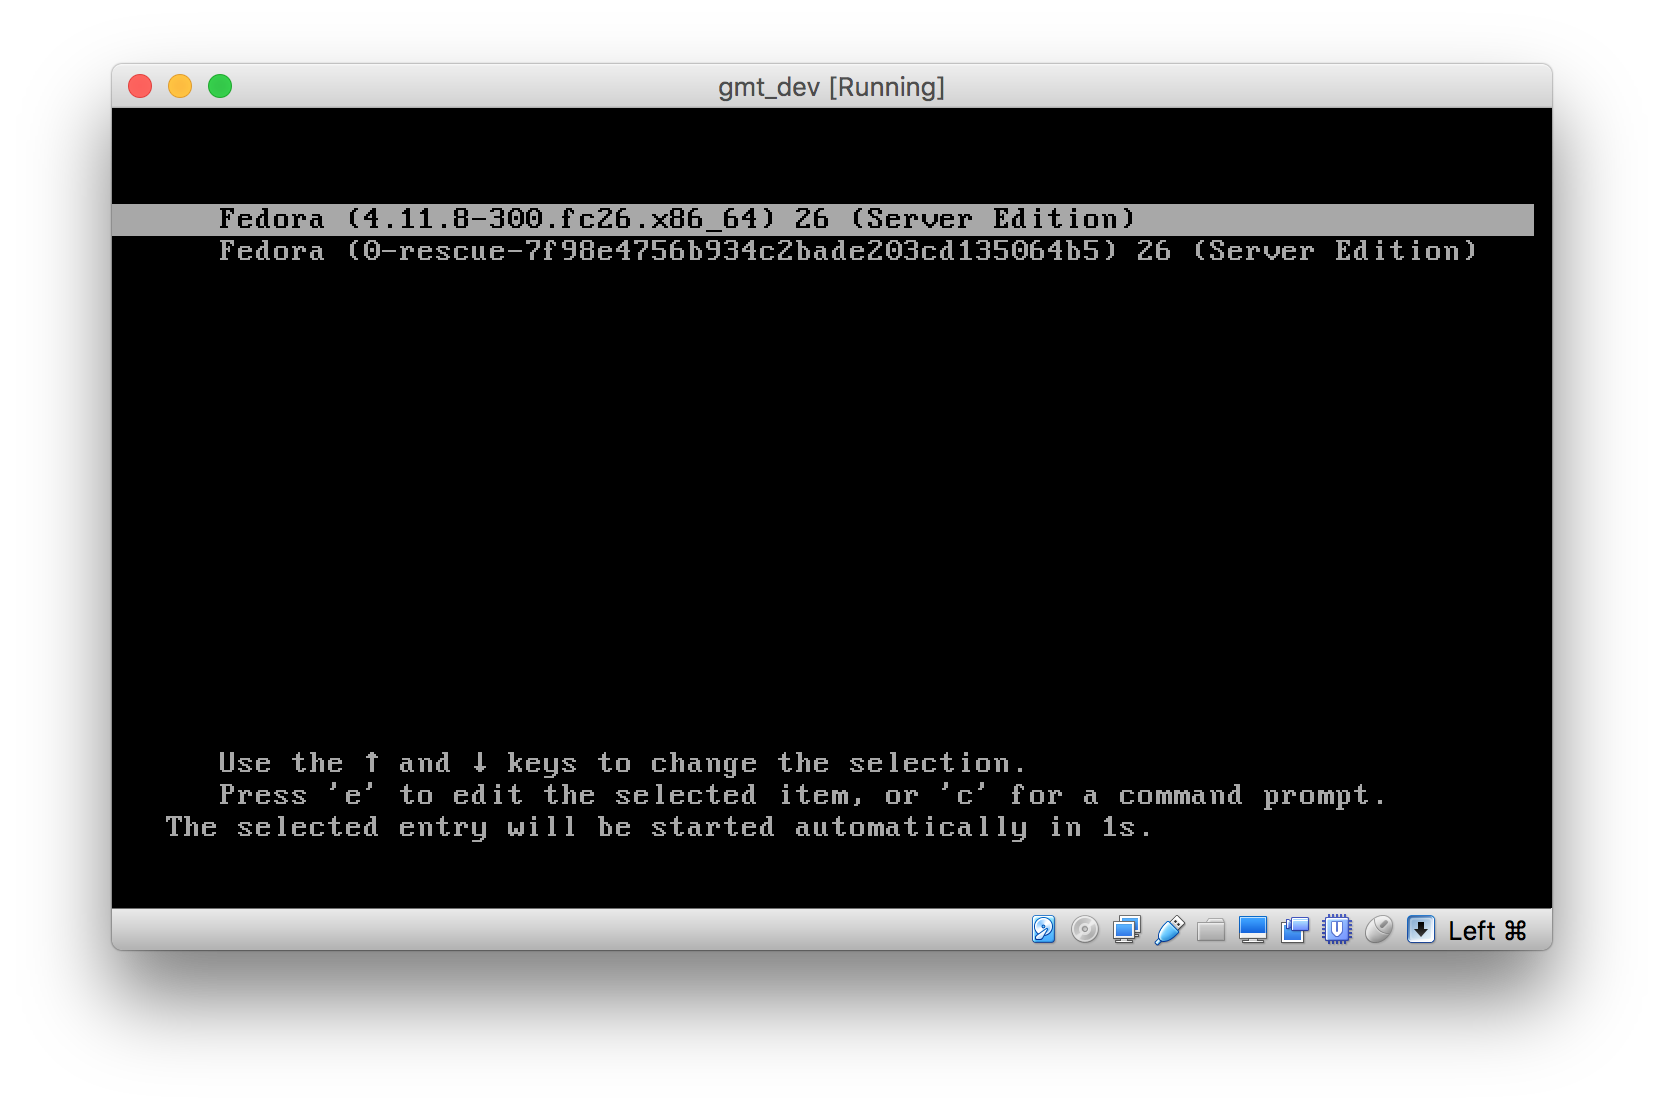 gmt_dev [Running]
Fedora (4.11.8-300.fc26.x86_64) 26 (Server Edition)
Fedora (0-rescue-7f98e4756b934c2bade203cd135064b5) 26 (Server Edition)
Use the ↑ and ↓ keys to change the selection.
Press 'e' to edit the selected item, or 'c' for a command prompt.
The selected entry will be started automatically in 1s.
Left ⌘